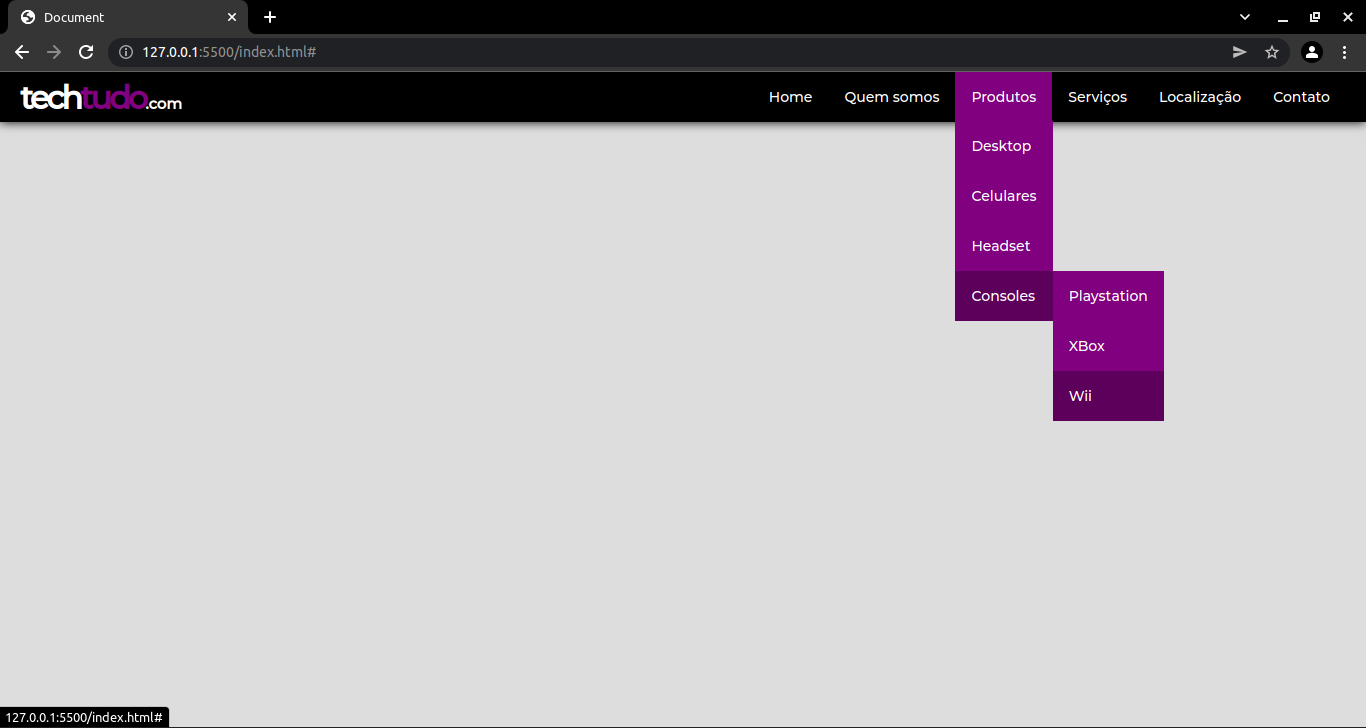 Document
127.0.0.1:5500/index.html#
techtudo.com Home Quem somos Produtos Serviços Localização Contato
Desktop
Celulares
Headset
Consoles Playstation
XBox
Wii
127.0.0.1:5500/index.html#